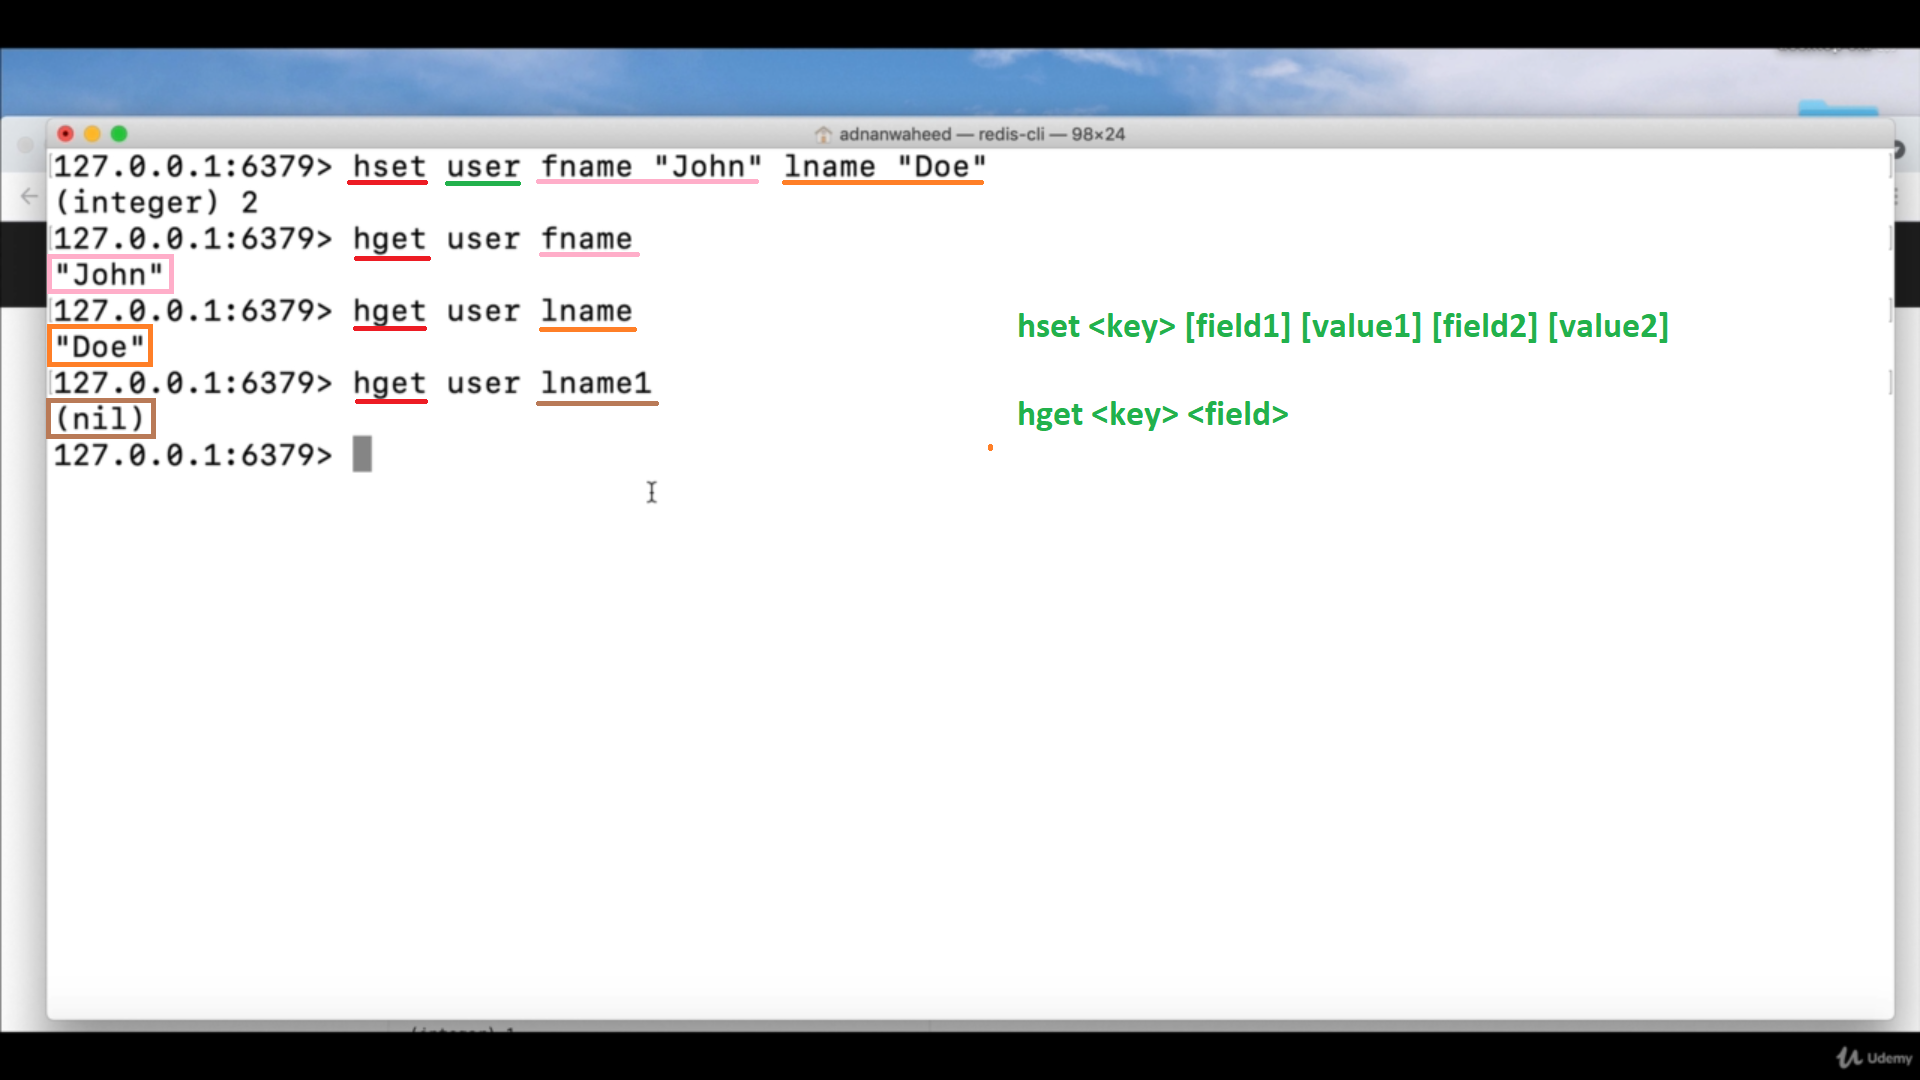 adnanwaheed — redis-cli — 98×24
127.0.0.1:6379> hset user fname "John" lname "Doe"
(integer) 2
127.0.0.1:6379> hget user fname
"John"
127.0.0.1:6379> hget user lname
"Doe"
127.0.0.1:6379> hget user lname1
(nil)
127.0.0.1:6379>
hset <key> [field1] [value1] [field2] [value2]
hget <key> <field>
Udemy